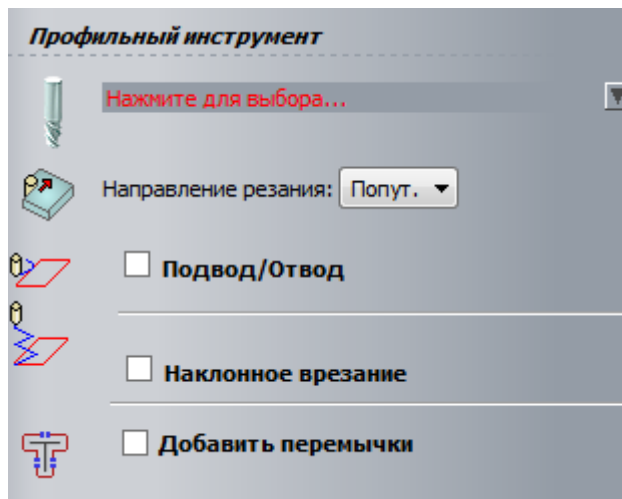 Профильный инструмент
Нажмите для выбора...
Направление резания: Попут.
Подвод/Отвод
Наклонное врезание
Добавить перемычки